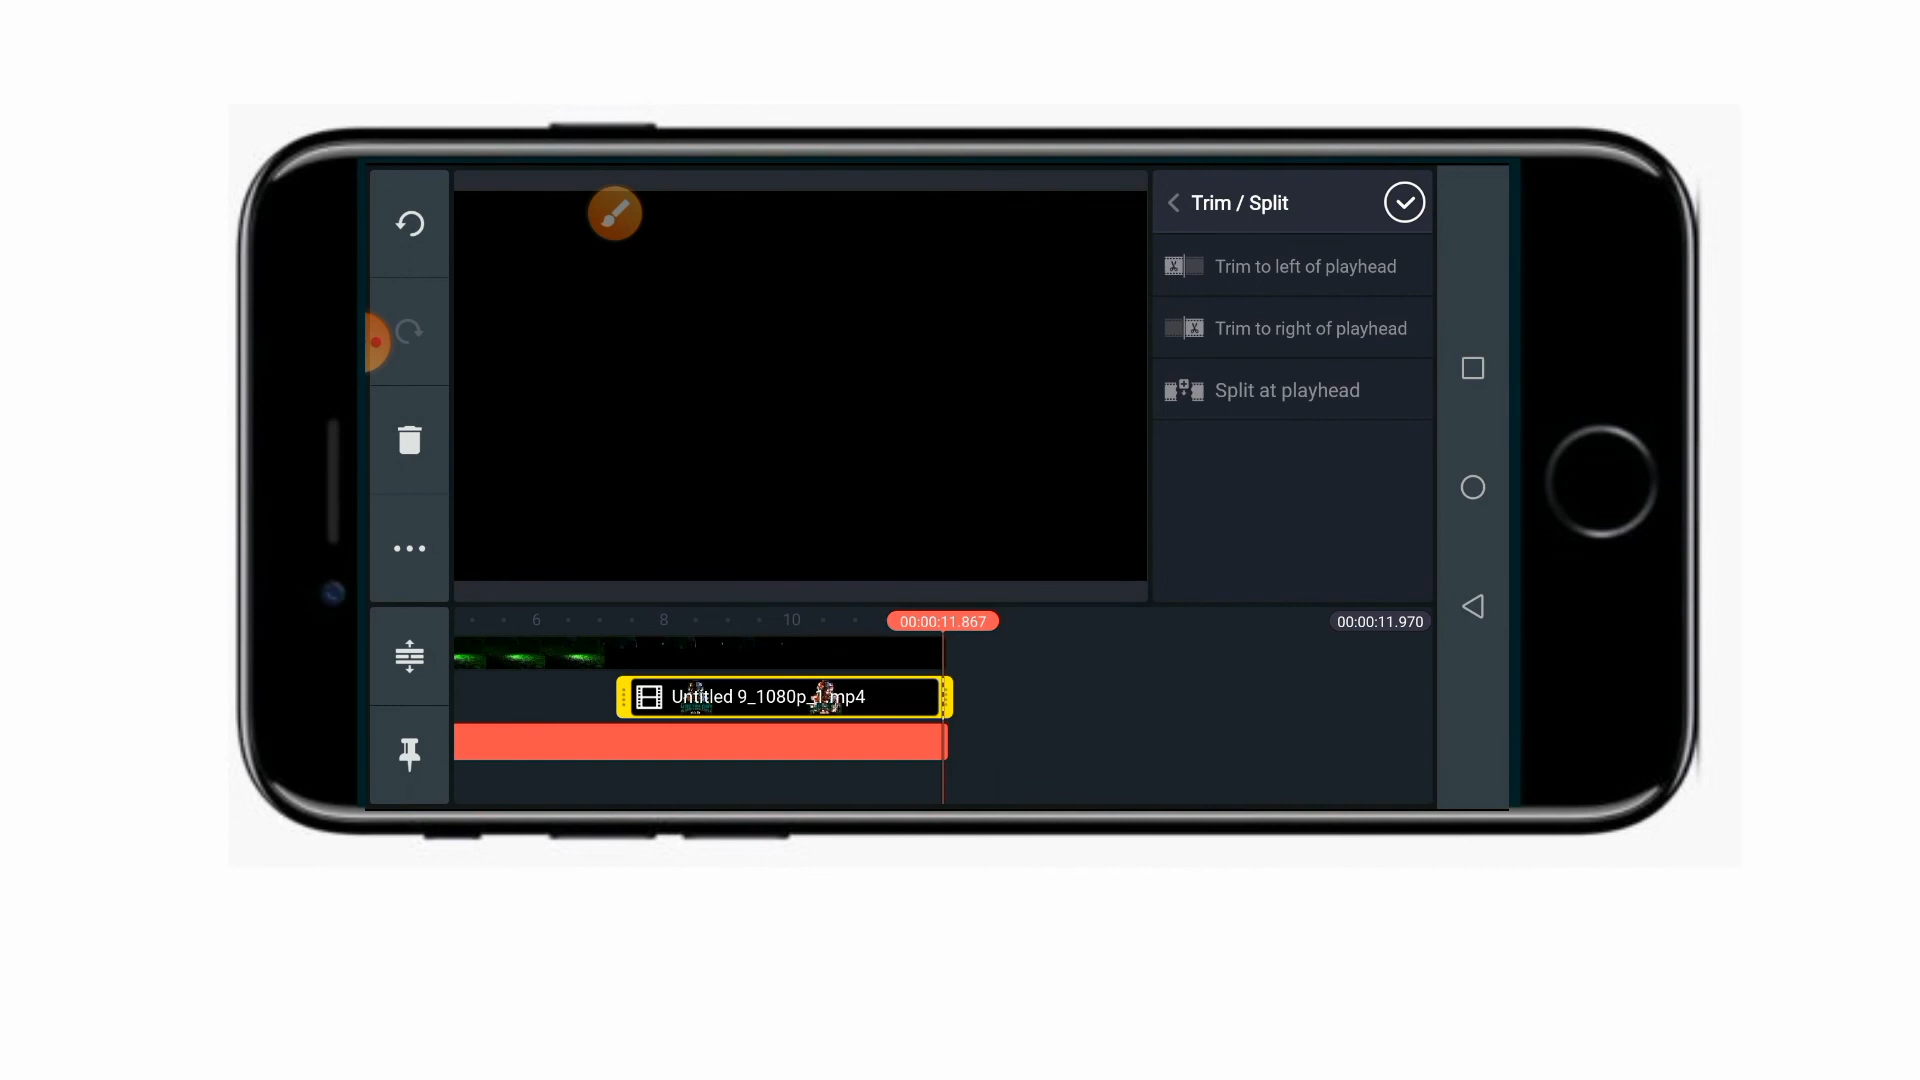 Trim / Split
Trim to left of playhead
Trim to right of playhead
Split at playhead
6 8 10 00:00:11.867 00:00:11.970
Untitled 9_1080p_1.mp4